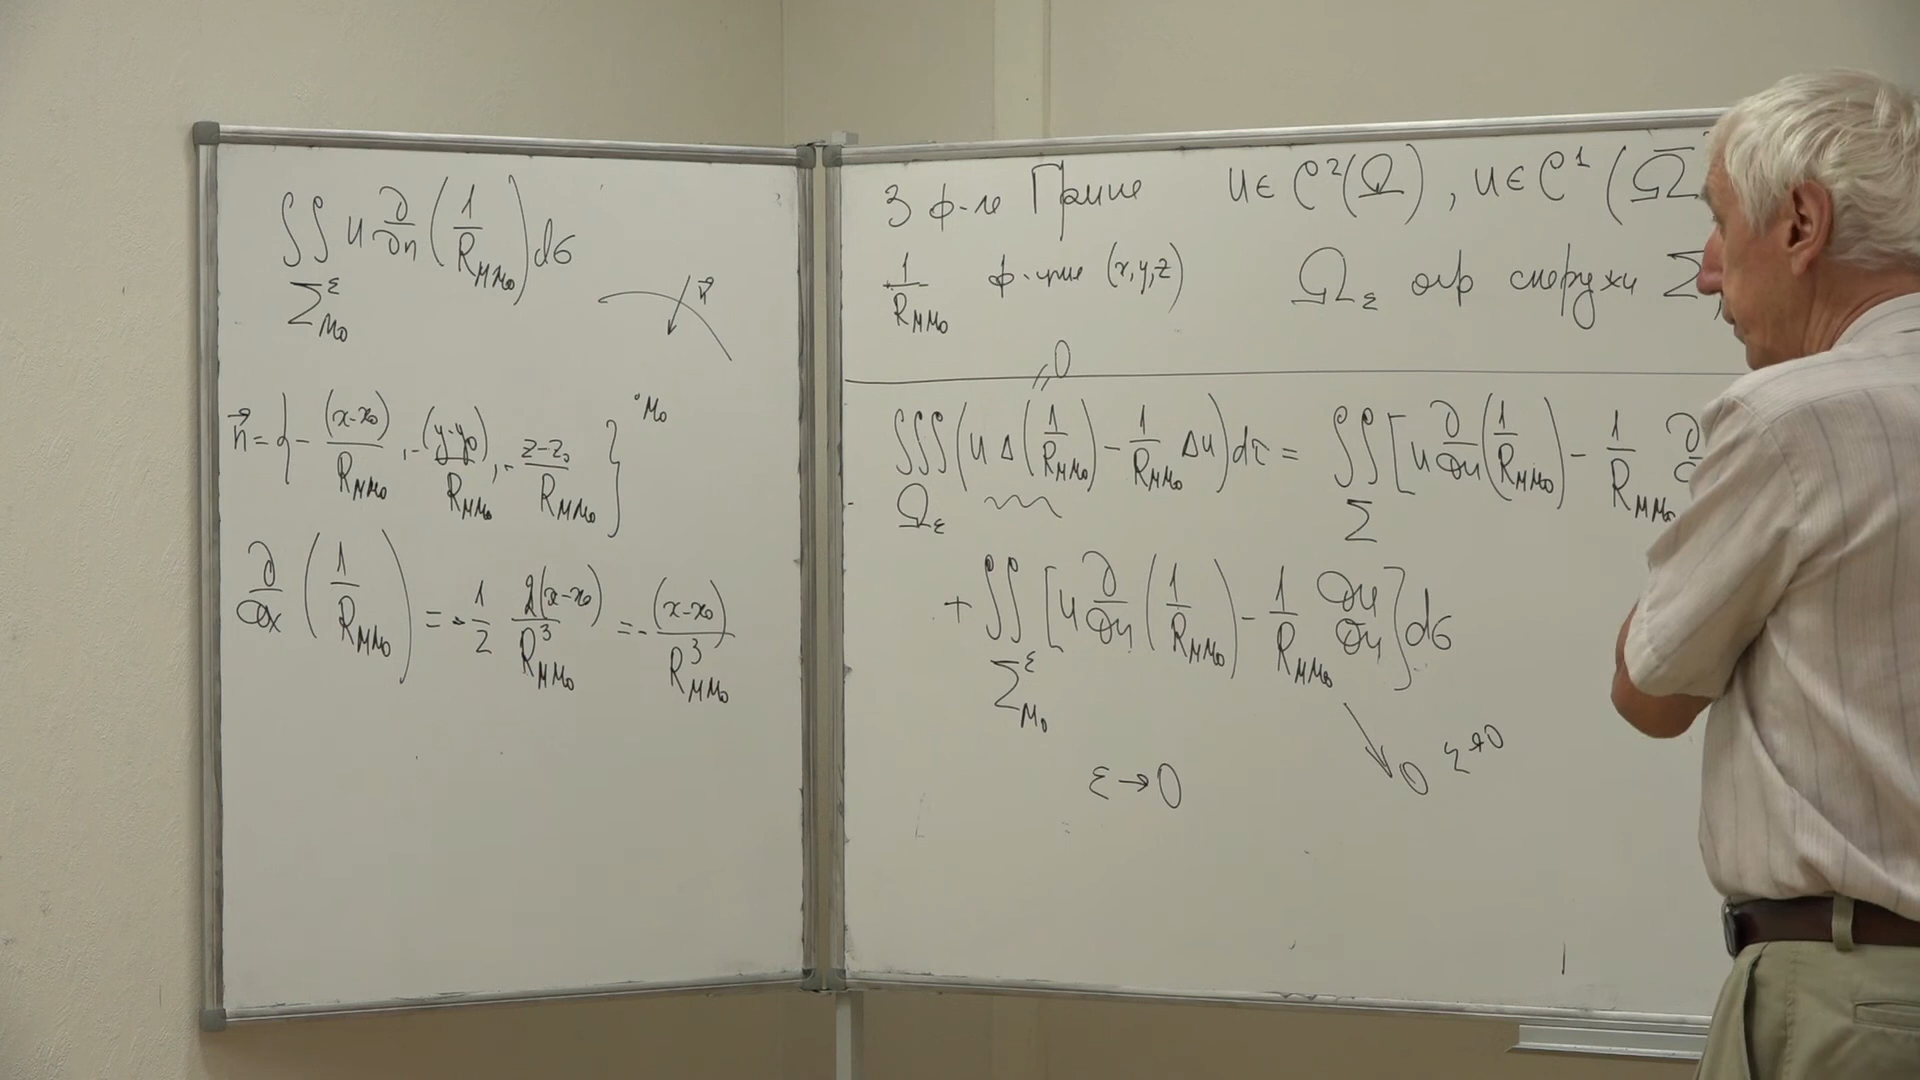 ∬_{Σ_{M₀}^ε} u ∂/∂n (1/R_{MM₀}) dσ
n⃗
M₀
n⃗ = { -(x-x₀)/R_{MM₀}, -(y-y₀)/R_{MM₀}, -(z-z₀)/R_{MM₀} }
∂/∂x (1/R_{MM₀}) = -1/2 2(x-x₀)/R³_{MM₀} = -(x-x₀)/R³_{MM₀}
3 ф-ла Грина u∈C²(Ω), u∈C¹(Ω̄
1/R_{MM₀} ф-ция (x,y,z) Ω_ε огр снаружи Σ,
0
∭_{Ω_ε} (u Δ(1/R_{MM₀}) - 1/R_{MM₀} Δu) dτ = ∬_Σ [u ∂/∂n (1/R_{MM₀}) - 1/R_{MM₀} ∂
+ ∬_{Σ_{M₀}^ε} [u ∂/∂n (1/R_{MM₀}) - 1/R_{MM₀} ∂u/∂n] dσ
ε→0 0 ε→0